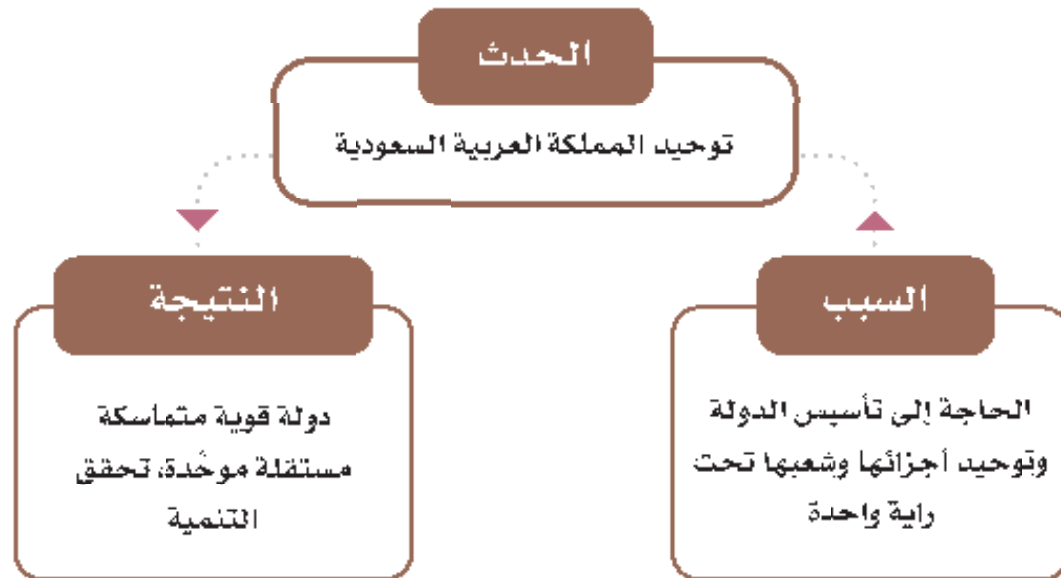 الحدث
توحيد المملكة العربية السعودية
السبب
الحاجة إلى تأسيس الدولة
وتوحيد أجزائها وشعبها تحت
راية واحدة
النتيجة
دولة قوية متماسكة
مستقلة موحَّدة، تحقق
التنمية